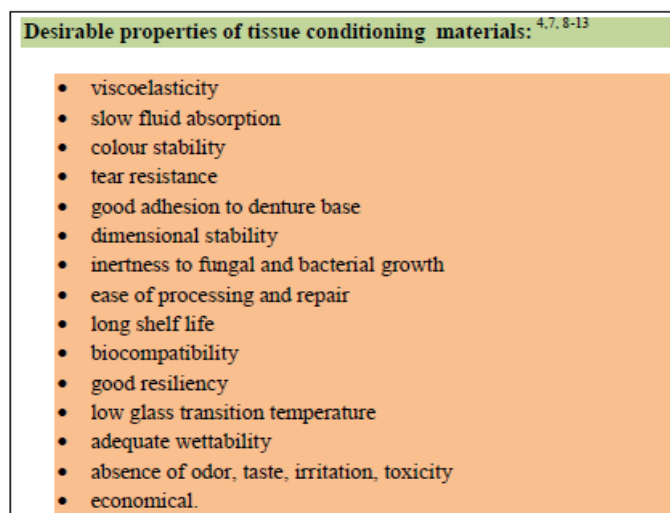 Desirable properties of tissue conditioning materials: 4,7, 8-13
• viscoelasticity
• slow fluid absorption
• colour stability
• tear resistance
• good adhesion to denture base
• dimensional stability
• inertness to fungal and bacterial growth
• ease of processing and repair
• long shelf life
• biocompatibility
• good resiliency
• low glass transition temperature
• adequate wettability
• absence of odor, taste, irritation, toxicity
• economical.